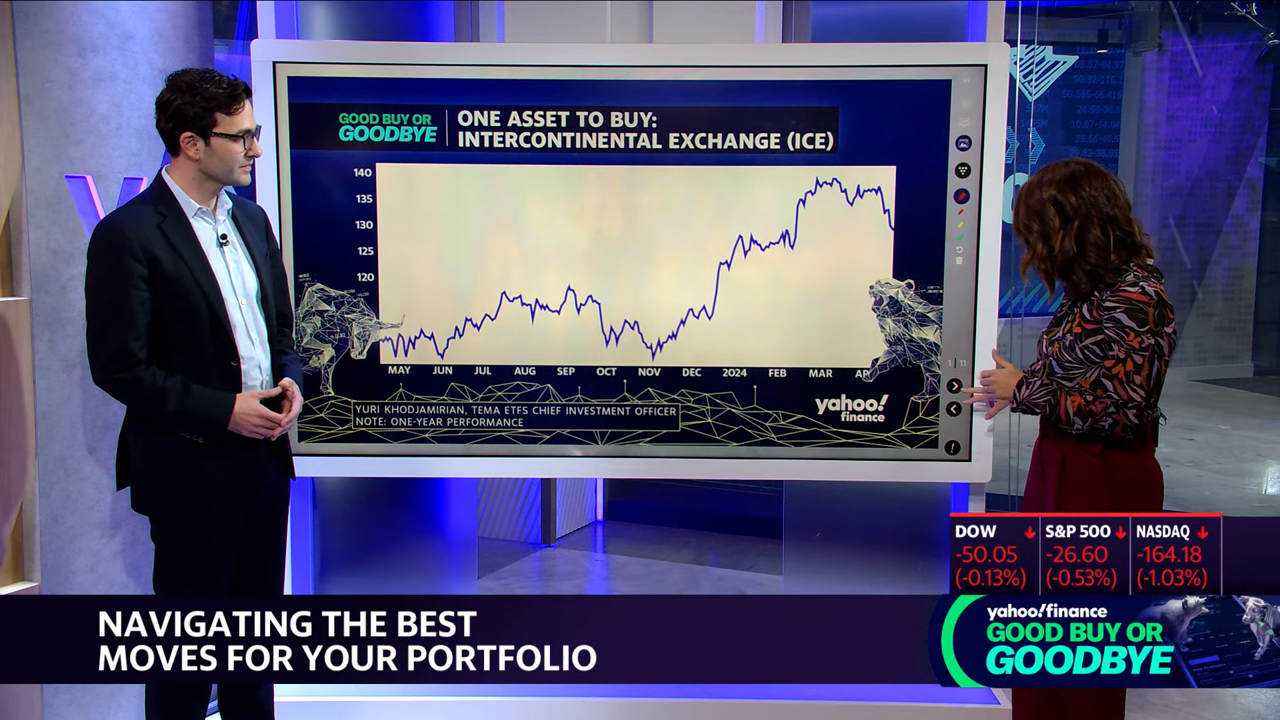 GOOD BUY OR
GOODBYE
ONE ASSET TO BUY:
INTERCONTINENTAL EXCHANGE (ICE)
140
135
130
125
120
MAY JUN JUL AUG SEP OCT NOV DEC 2024 FEB MAR
YURI KHODJAMIRIAN, TEMA ETFS CHIEF INVESTMENT OFFICER
NOTE: ONE-YEAR PERFORMANCE
yahoo!
finance
1 | 11
DOW S&P 500 NASDAQ
-50.05 -26.60 -164.18
(-0.13%) (-0.53%) (-1.03%)
NAVIGATING THE BEST
MOVES FOR YOUR PORTFOLIO
yahoo!finance
GOOD BUY OR
GOODBYE